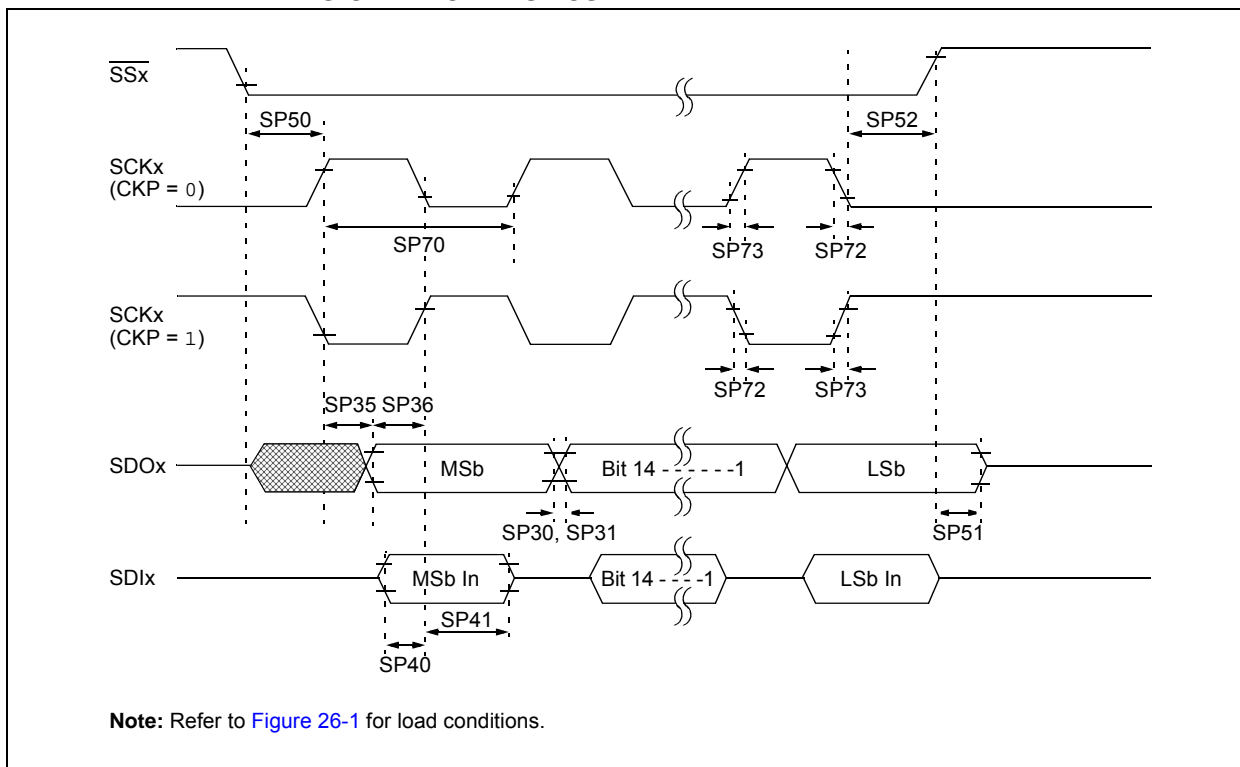 SSx
SP50
SP52
SCKx
(CKP = 0)
SP70
SP73
SP72
SCKx
(CKP = 1)
SP72
SP73
SP35
SP36
SDOx
MSb
Bit 14 - - - - - - -1
LSb
SP30, SP31
SP51
SDIx
MSb In
Bit 14 - - - - -1
LSb In
SP41
SP40
Note: Refer to Figure 26-1 for load conditions.